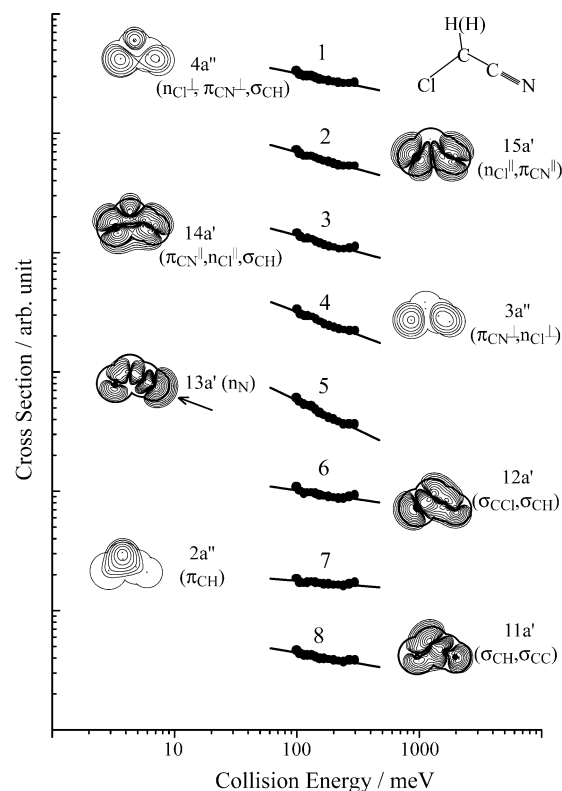 H(H)
C
Cl
C
N
1
4a"
(nCl⊥, πCN⊥,σCH)
2
15a'
(nCl∥,πCN∥)
3
14a'
(πCN∥,nCl∥,σCH)
4
3a"
(πCN⊥,nCl⊥)
5
13a' (nN)
6
12a'
(σCCl,σCH)
7
2a"
(πCH)
8
11a'
(σCH,σCC)
Cross Section / arb. unit
10
100
1000
Collision Energy / meV